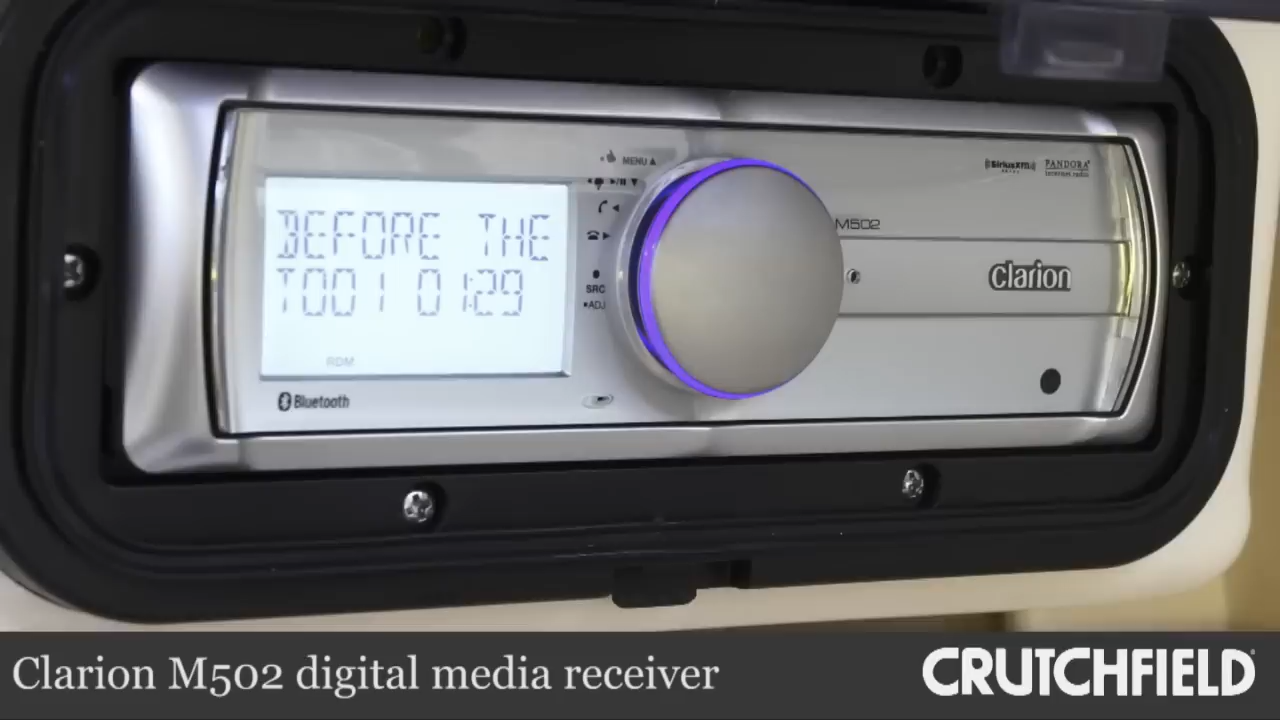 MENU
SiriusXM
PANDORA
internet radio
M502
BEFORE THE
T001 01:29
SRC
ADJ
Clarion
RDM
Bluetooth
Clarion M502 digital media receiver
CRUTCHFIELD